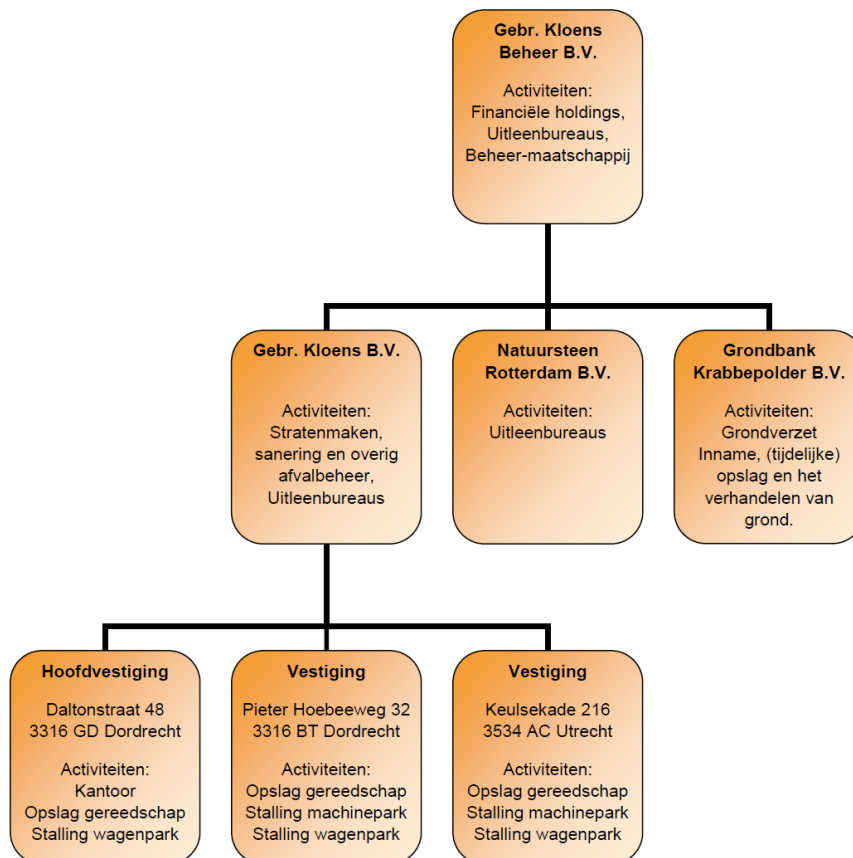 Gebr. Kloens
Beheer B.V.
Activiteiten:
Financiële holdings,
Uitleenbureaus,
Beheer-maatschappij
Gebr. Kloens B.V.
Activiteiten:
Stratenmaken,
sanering en overig
afvalbeheer,
Uitleenbureaus
Natuursteen
Rotterdam B.V.
Activiteiten:
Uitleenbureaus
Grondbank
Krabbepolder B.V.
Activiteiten:
Grondverzet
Inname, (tijdelijke)
opslag en het
verhandelen van
grond.
Hoofdvestiging
Daltonstraat 48
3316 GD Dordrecht
Activiteiten:
Kantoor
Opslag gereedschap
Stalling wagenpark
Vestiging
Pieter Hoebeeweg 32
3316 BT Dordrecht
Activiteiten:
Opslag gereedschap
Stalling machinepark
Stalling wagenpark
Vestiging
Keulsekade 216
3534 AC Utrecht
Activiteiten:
Opslag gereedschap
Stalling machinepark
Stalling wagenpark